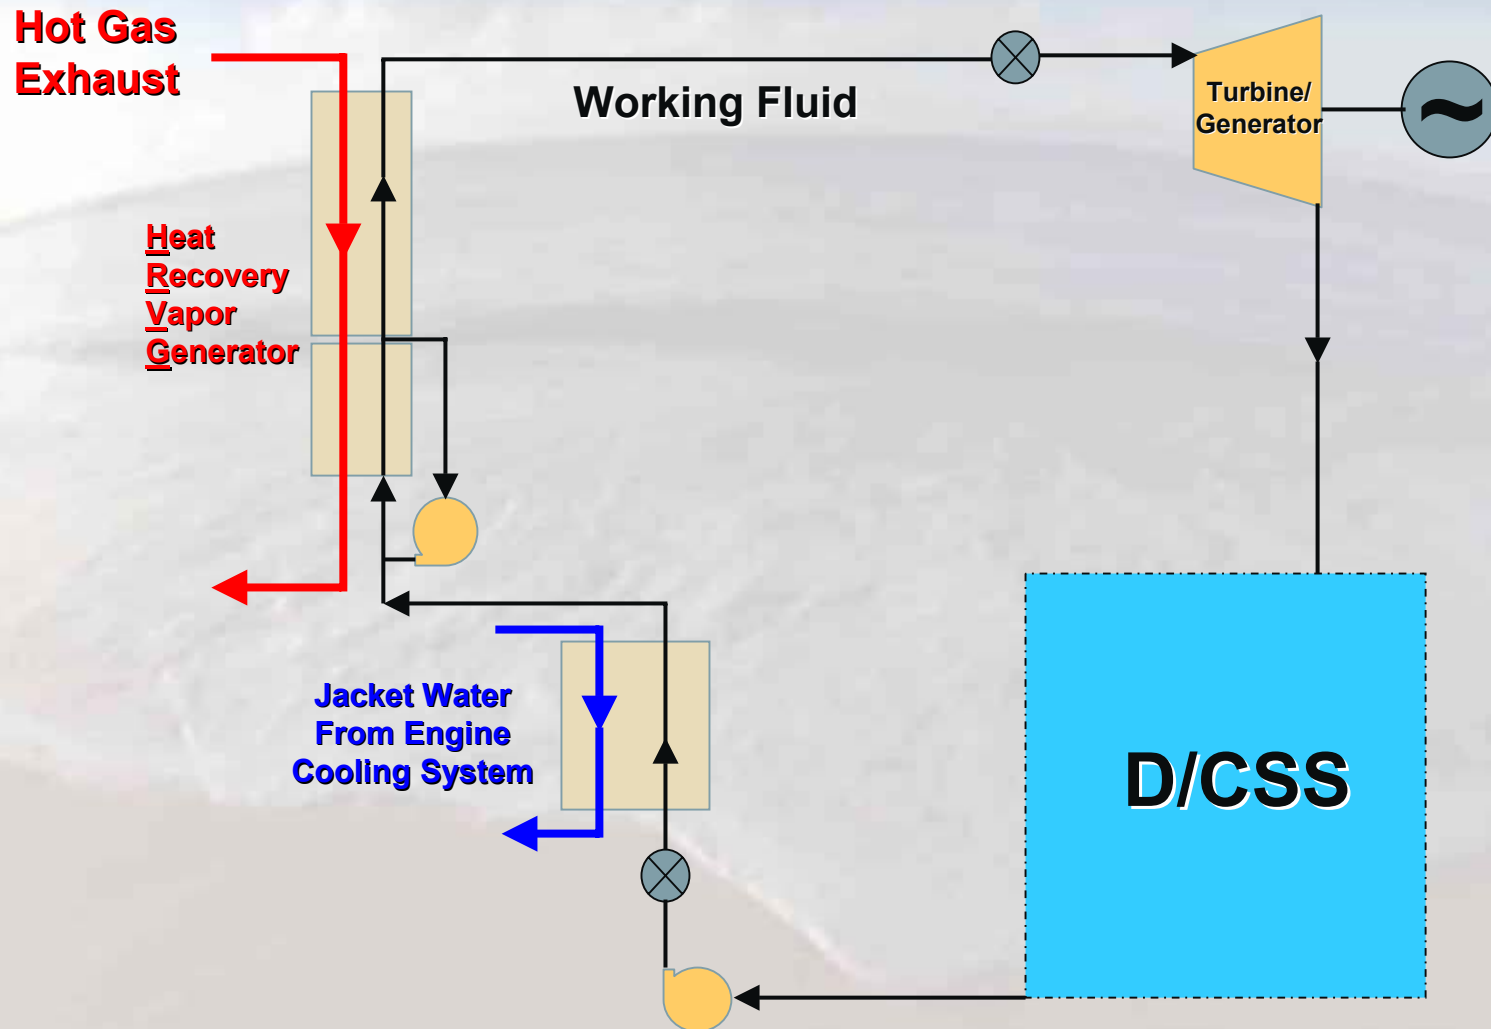 Hot Gas
Exhaust
Working Fluid
Turbine/
Generator
~
Heat
Recovery
Vapor
Generator
Jacket Water
From Engine
Cooling System
D/CSS